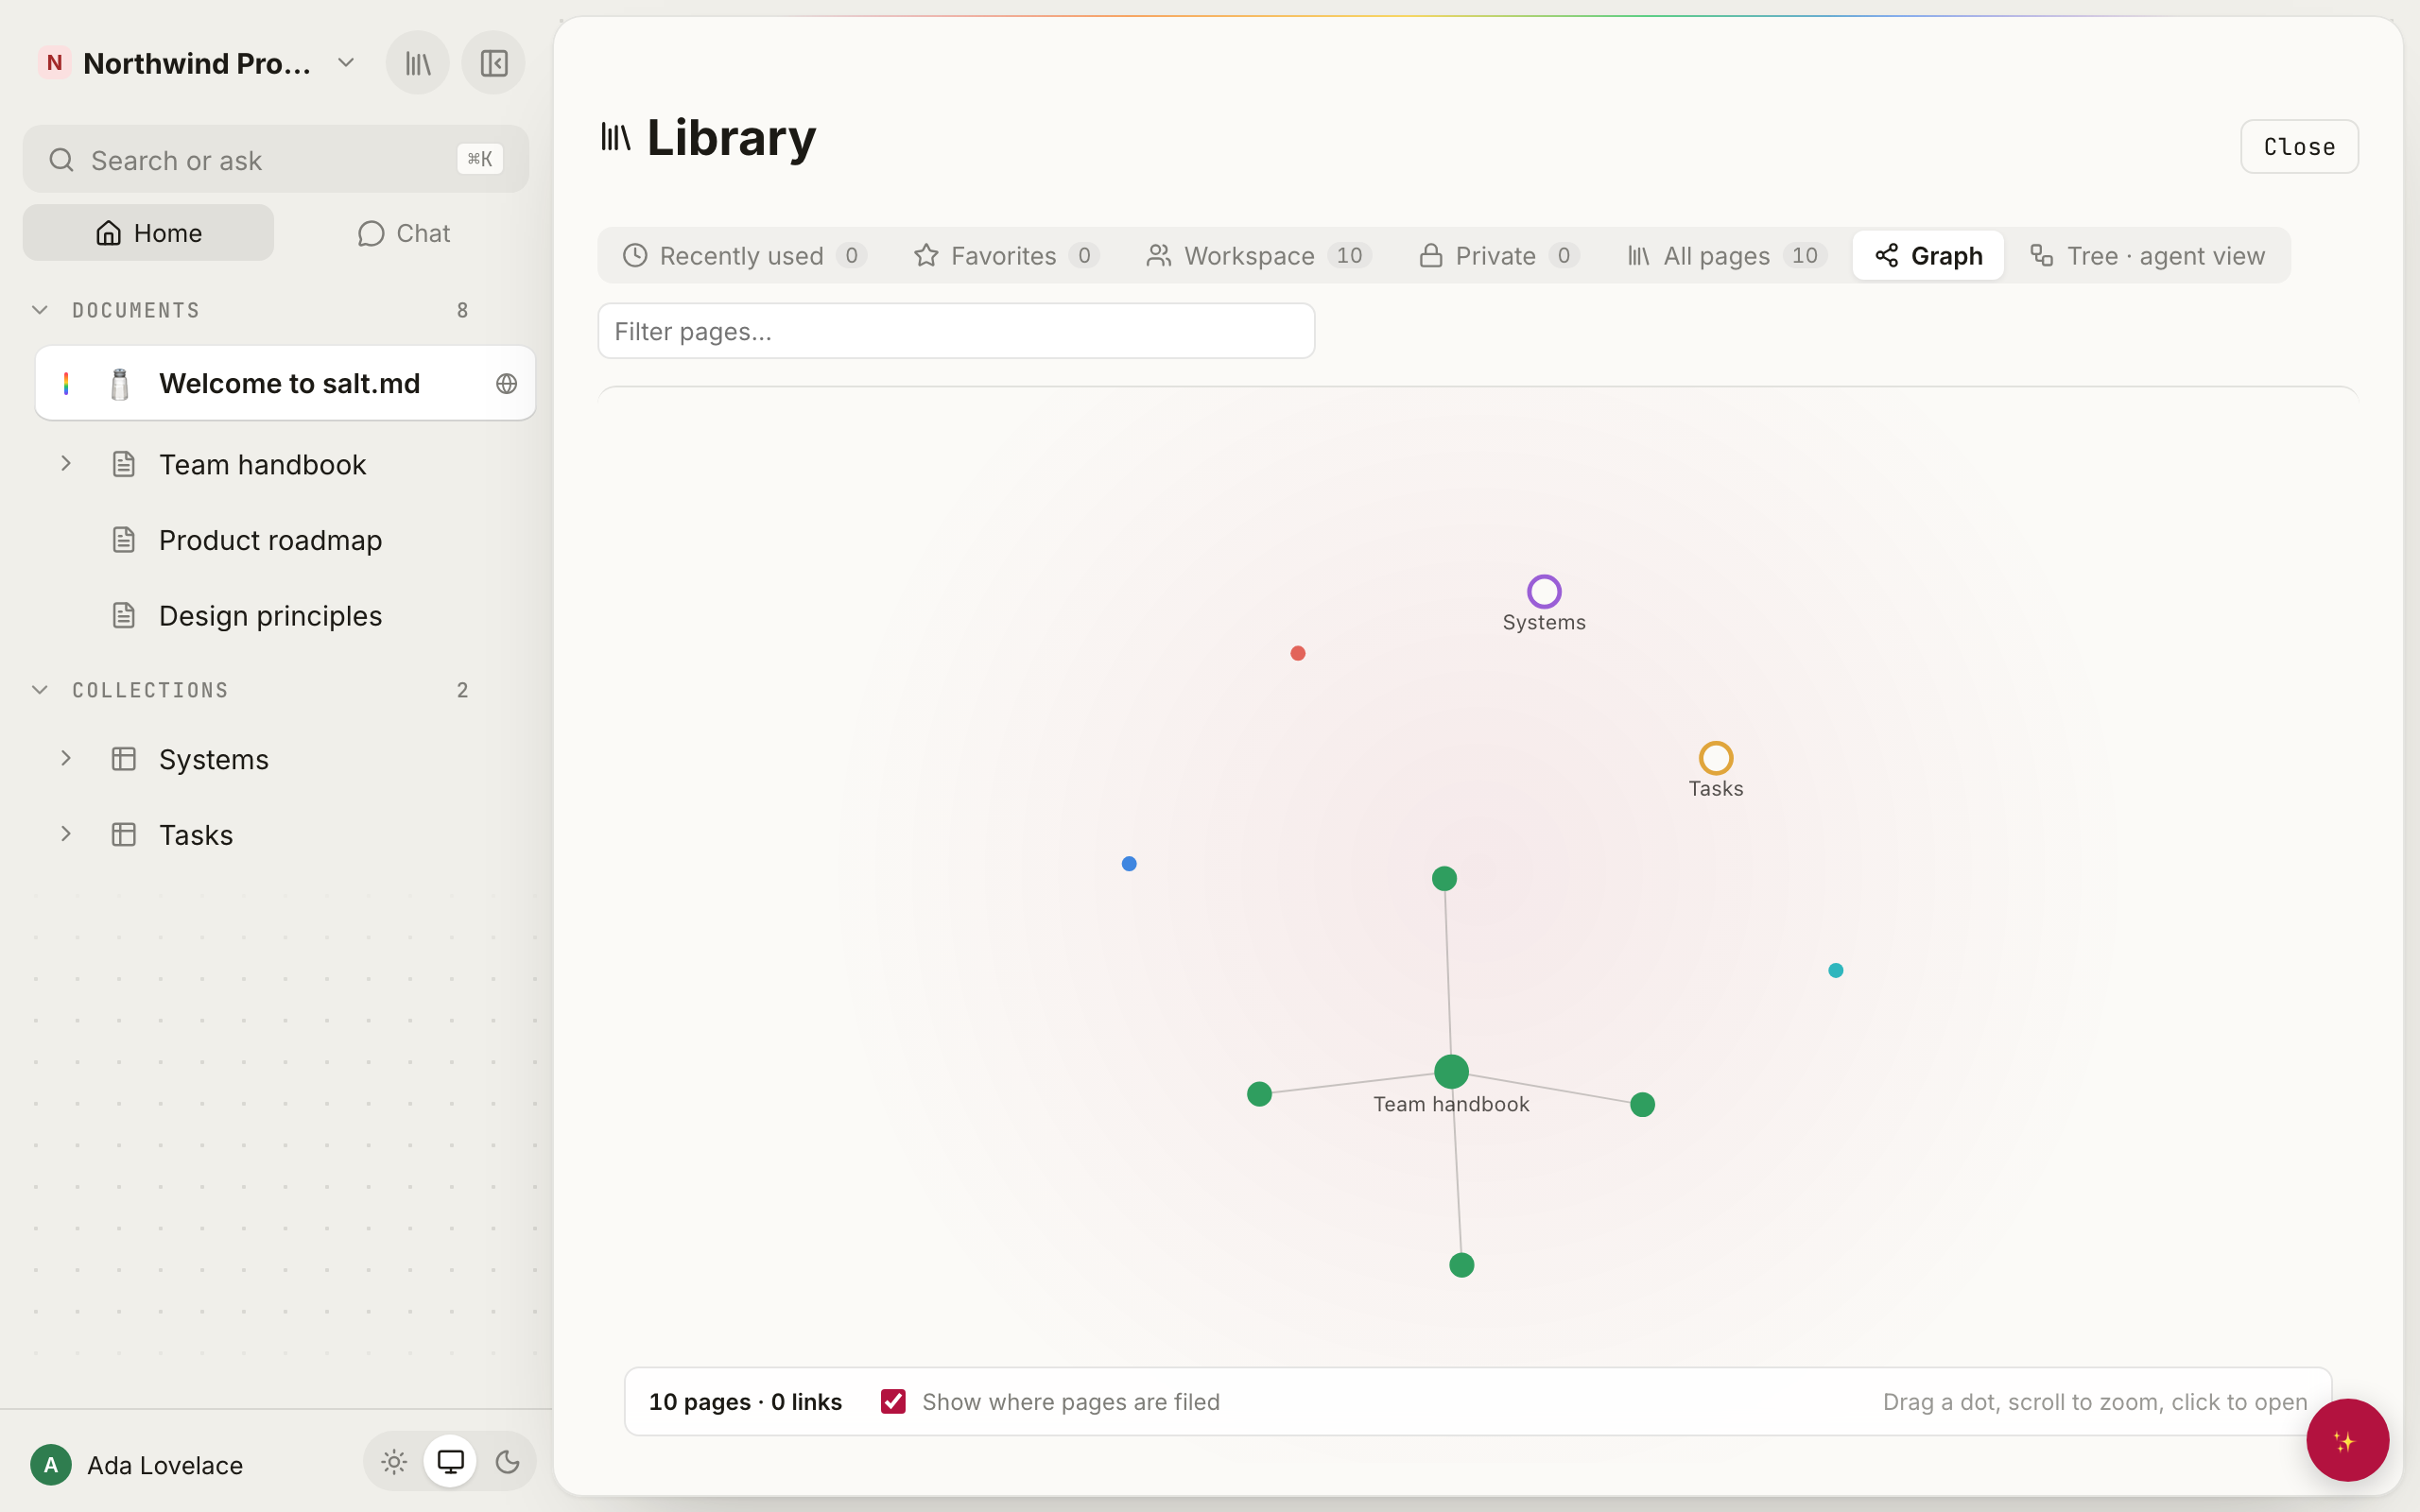 N Northwind Pro...
Search or ask ⌘K
Home Chat
DOCUMENTS 8
Welcome to salt.md
Team handbook
Product roadmap
Design principles
COLLECTIONS 2
Systems
Tasks
A Ada Lovelace
Library
Close
Recently used 0 Favorites 0 Workspace 10 Private 0 All pages 10 Graph Tree · agent view
Filter pages...
Systems
Tasks
Team handbook
10 pages · 0 links Show where pages are filed Drag a dot, scroll to zoom, click to open